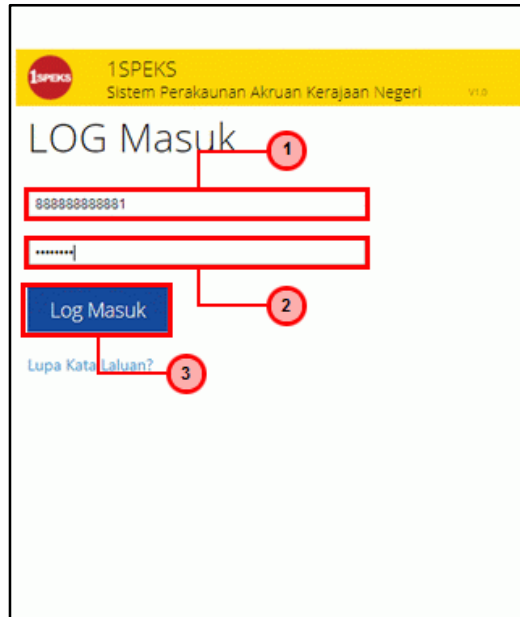 1SPEKS
1SPEKS
Sistem Perakaunan Akruan Kerajaan Negeri V1.0
LOG Masuk
1
888888888881
••••••••
2
Log Masuk
Lupa Kata Laluan?
3